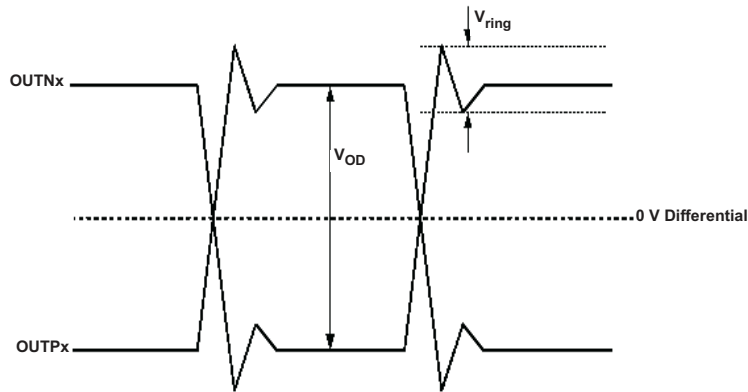 Vring
OUTNx
VOD
0 V Differential
OUTPx